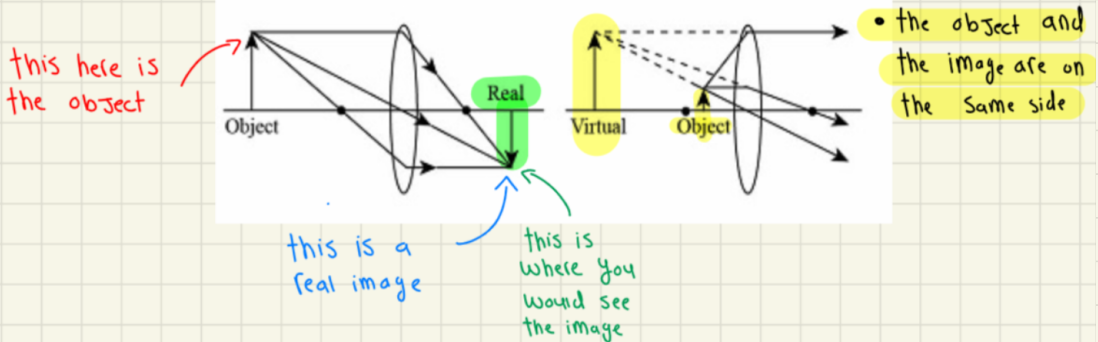 this here is
the object
Object
Real
Virtual
Object
• the object and
the image are on
the same side
this is a
real image
this is
where you
would see
the image